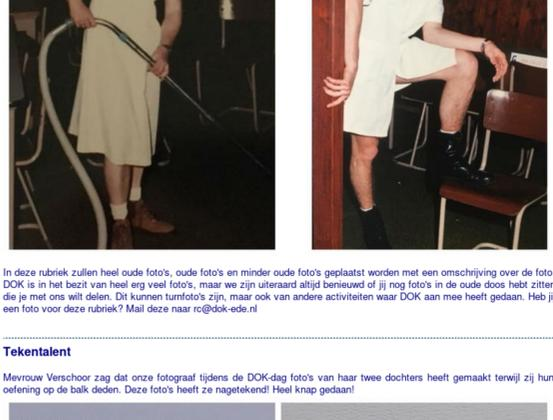 In deze rubriek zullen heel oude foto's, oude foto's en minder oude foto's geplaatst worden met een omschrijving over de foto
DOK is in het bezit van heel erg veel foto's, maar we zijn uiteraard altijd benieuwd of jij nog foto's in de oude doos hebt zitten
die je met ons wilt delen. Dit kunnen turnfoto's zijn, maar ook van andere activiteiten waar DOK aan mee heeft gedaan. Heb ji
een foto voor deze rubriek? Mail deze naar rc@dok-ede.nl
Tekentalent
Mevrouw Verschoor zag dat onze fotograaf tijdens de DOK-dag foto's van haar twee dochters heeft gemaakt terwijl zij hun
oefening op de balk deden. Deze foto's heeft ze nagetekend! Heel knap gedaan!